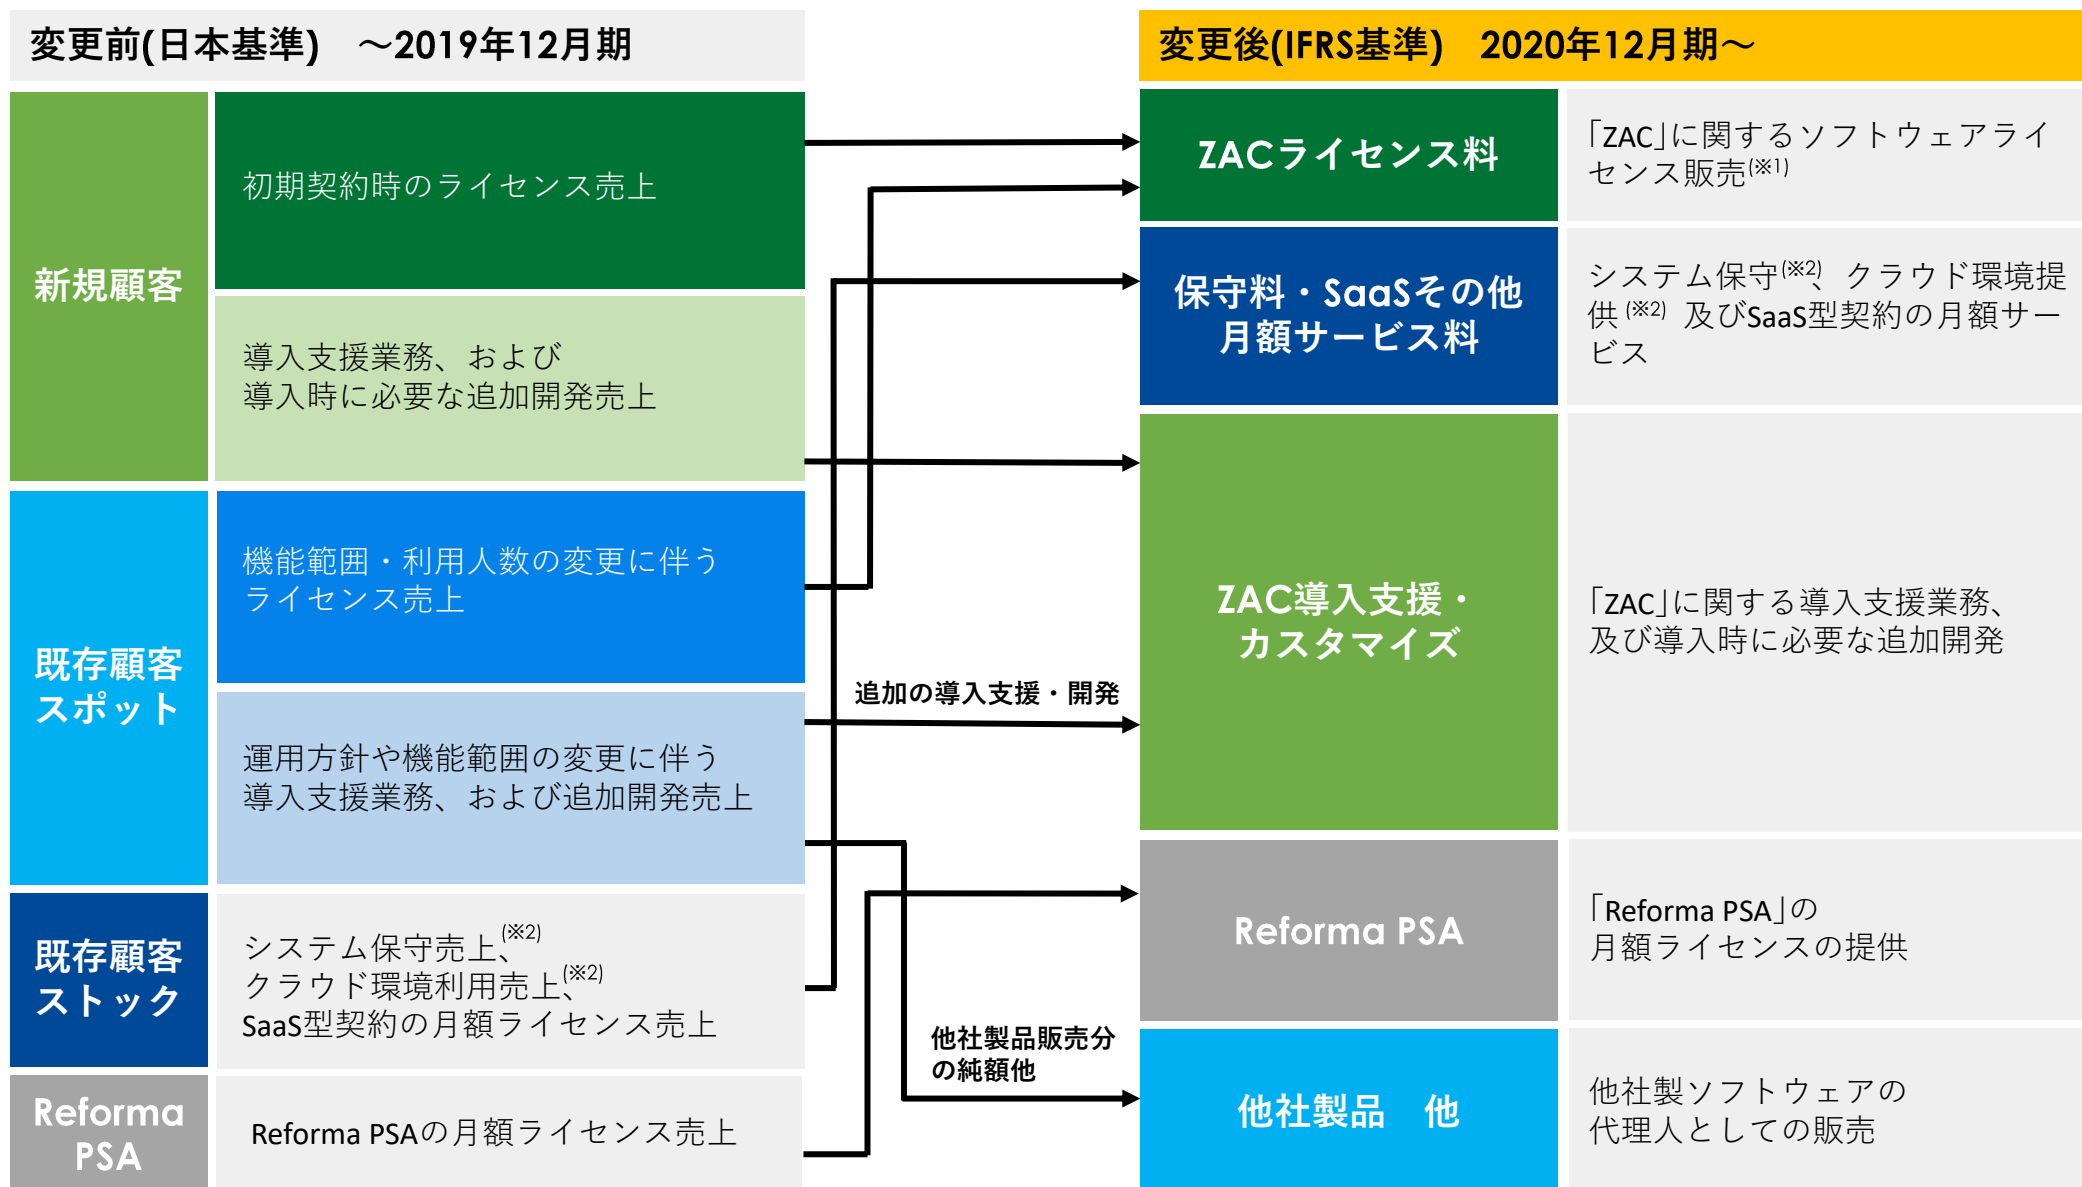 変更前(日本基準)　～2019年12月期
新規顧客
初期契約時のライセンス売上
導入支援業務、および
導入時に必要な追加開発売上
既存顧客
スポット
機能範囲・利用人数の変更に伴う
ライセンス売上
運用方針や機能範囲の変更に伴う
導入支援業務、および追加開発売上
既存顧客
ストック
システム保守売上、(※2)
クラウド環境利用売上、(※2)
SaaS型契約の月額ライセンス売上
Reforma
PSA
Reforma PSAの月額ライセンス売上
追加の導入支援・開発
他社製品販売分
の純額他
変更後(IFRS基準)　2020年12月期～
ZACライセンス料
「ZAC」に関するソフトウェアライ
センス販売(※1)
保守料・SaaSその他
月額サービス料
システム保守(※2)、クラウド環境提
供(※2) 及びSaaS型契約の月額サー
ビス
ZAC導入支援・
カスタマイズ
「ZAC」に関する導入支援業務、
及び導入時に必要な追加開発
Reforma PSA
「Reforma PSA」の
月額ライセンスの提供
他社製品　他
他社製ソフトウェアの
代理人としての販売